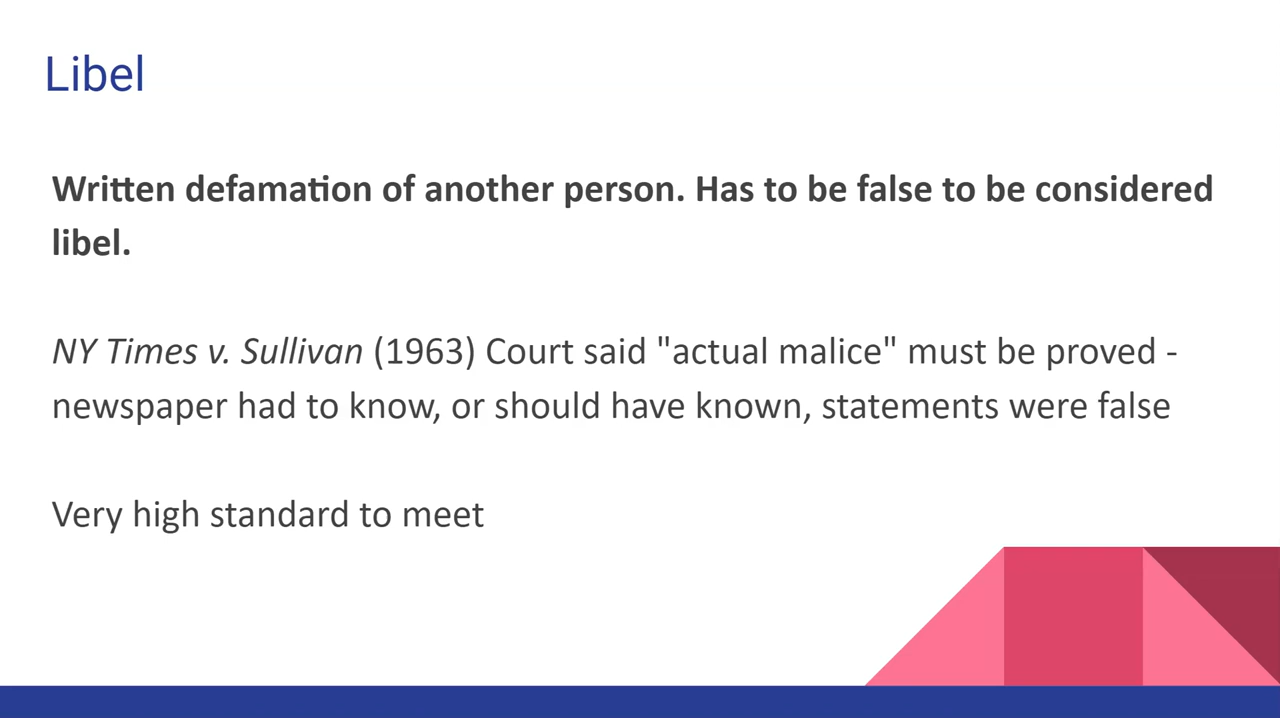 Libel
Written defamation of another person. Has to be false to be considered
libel.
NY Times v. Sullivan (1963) Court said "actual malice" must be proved -
newspaper had to know, or should have known, statements were false
Very high standard to meet